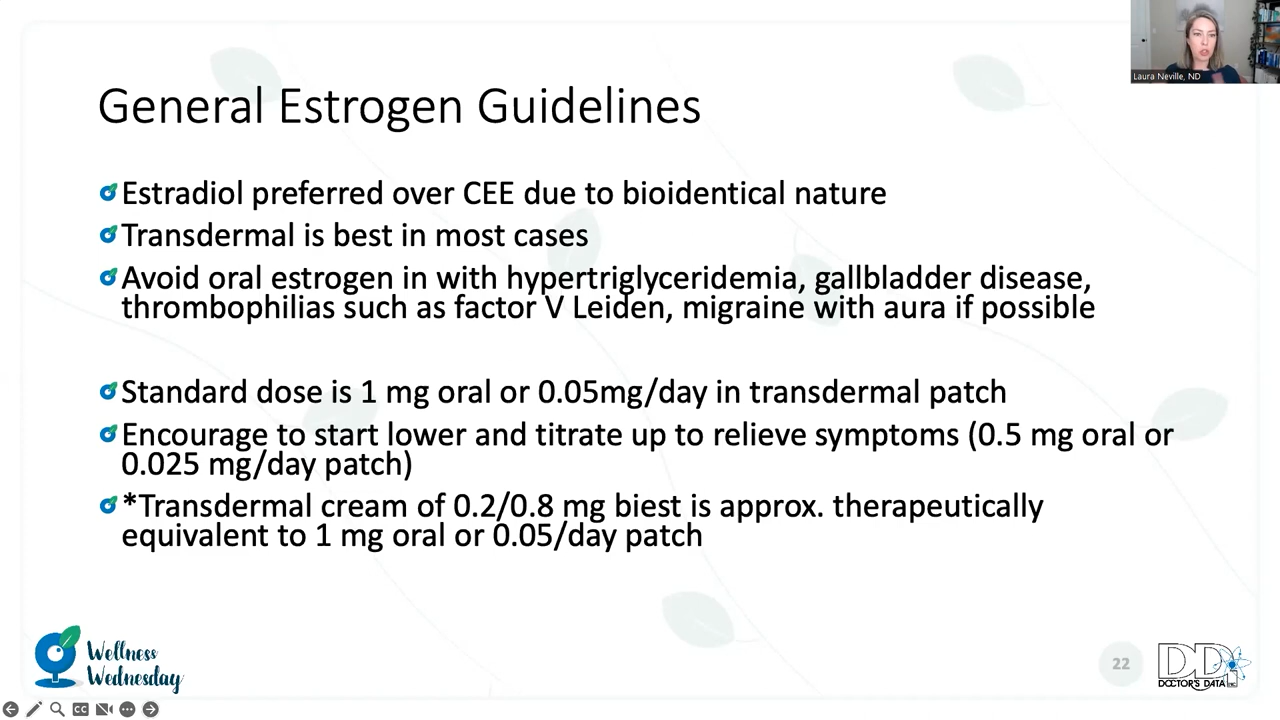 Laura Neville, ND
General Estrogen Guidelines
Estradiol preferred over CEE due to bioidentical nature
Transdermal is best in most cases
Avoid oral estrogen in with hypertriglyceridemia, gallbladder disease,
thrombophilias such as factor V Leiden, migraine with aura if possible
Standard dose is 1 mg oral or 0.05mg/day in transdermal patch
Encourage to start lower and titrate up to relieve symptoms (0.5 mg oral or
0.025 mg/day patch)
*Transdermal cream of 0.2/0.8 mg biest is approx. therapeutically
equivalent to 1 mg oral or 0.05/day patch
Wellness
Wednesday
22
DDI
DOCTOR'S DATA INC
CC